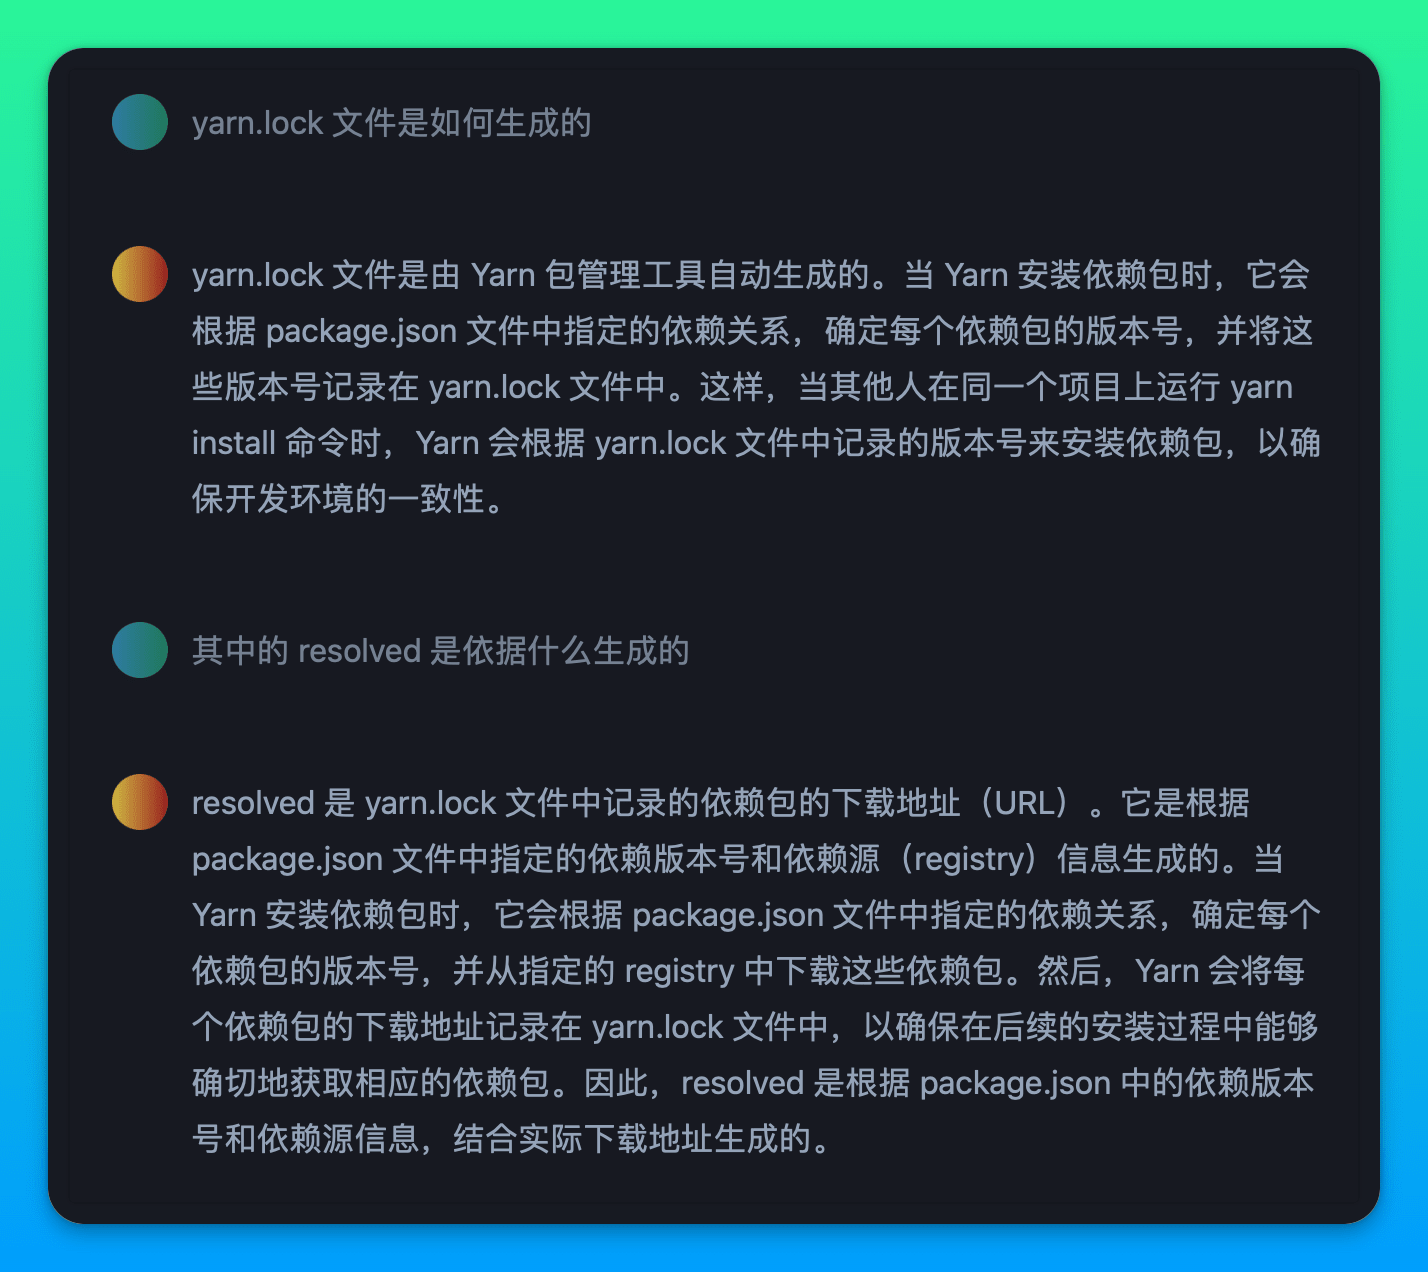 yarn.lock 文件是如何生成的
yarn.lock 文件是由 Yarn 包管理工具自动生成的。当 Yarn 安装依赖包时，它会
根据 package.json 文件中指定的依赖关系，确定每个依赖包的版本号，并将这
些版本号记录在 yarn.lock 文件中。这样，当其他人在同一个项目上运行 yarn
install 命令时，Yarn 会根据 yarn.lock 文件中记录的版本号来安装依赖包，以确
保开发环境的一致性。
其中的 resolved 是依据什么生成的
resolved 是 yarn.lock 文件中记录的依赖包的下载地址（URL）。它是根据
package.json 文件中指定的依赖版本号和依赖源（registry）信息生成的。当
Yarn 安装依赖包时，它会根据 package.json 文件中指定的依赖关系，确定每个
依赖包的版本号，并从指定的 registry 中下载这些依赖包。然后，Yarn 会将每
个依赖包的下载地址记录在 yarn.lock 文件中，以确保在后续的安装过程中能够
确切地获取相应的依赖包。因此，resolved 是根据 package.json 中的依赖版本
号和依赖源信息，结合实际下载地址生成的。